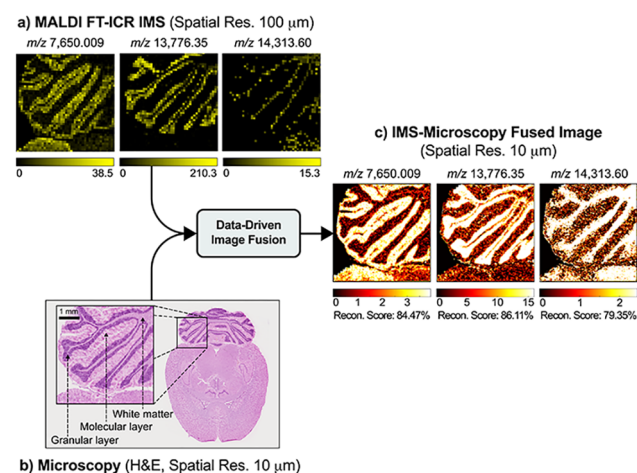 a) MALDI FT-ICR IMS (Spatial Res. 100 μm)
m/z 7,650.009 m/z 13,776.35 m/z 14,313.60
0 38.5 0 210.3 0 15.3
c) IMS-Microscopy Fused Image
(Spatial Res. 10 μm)
m/z 7,650.009 m/z 13,776.35 m/z 14,313.60
Data-Driven
Image Fusion
0 1 2 3 0 5 10 15 0 1 2
Recon. Score: 84.47% Recon. Score: 86.11% Recon. Score: 79.35%
1 mm
White matter
Molecular layer
Granular layer
b) Microscopy (H&E, Spatial Res. 10 μm)